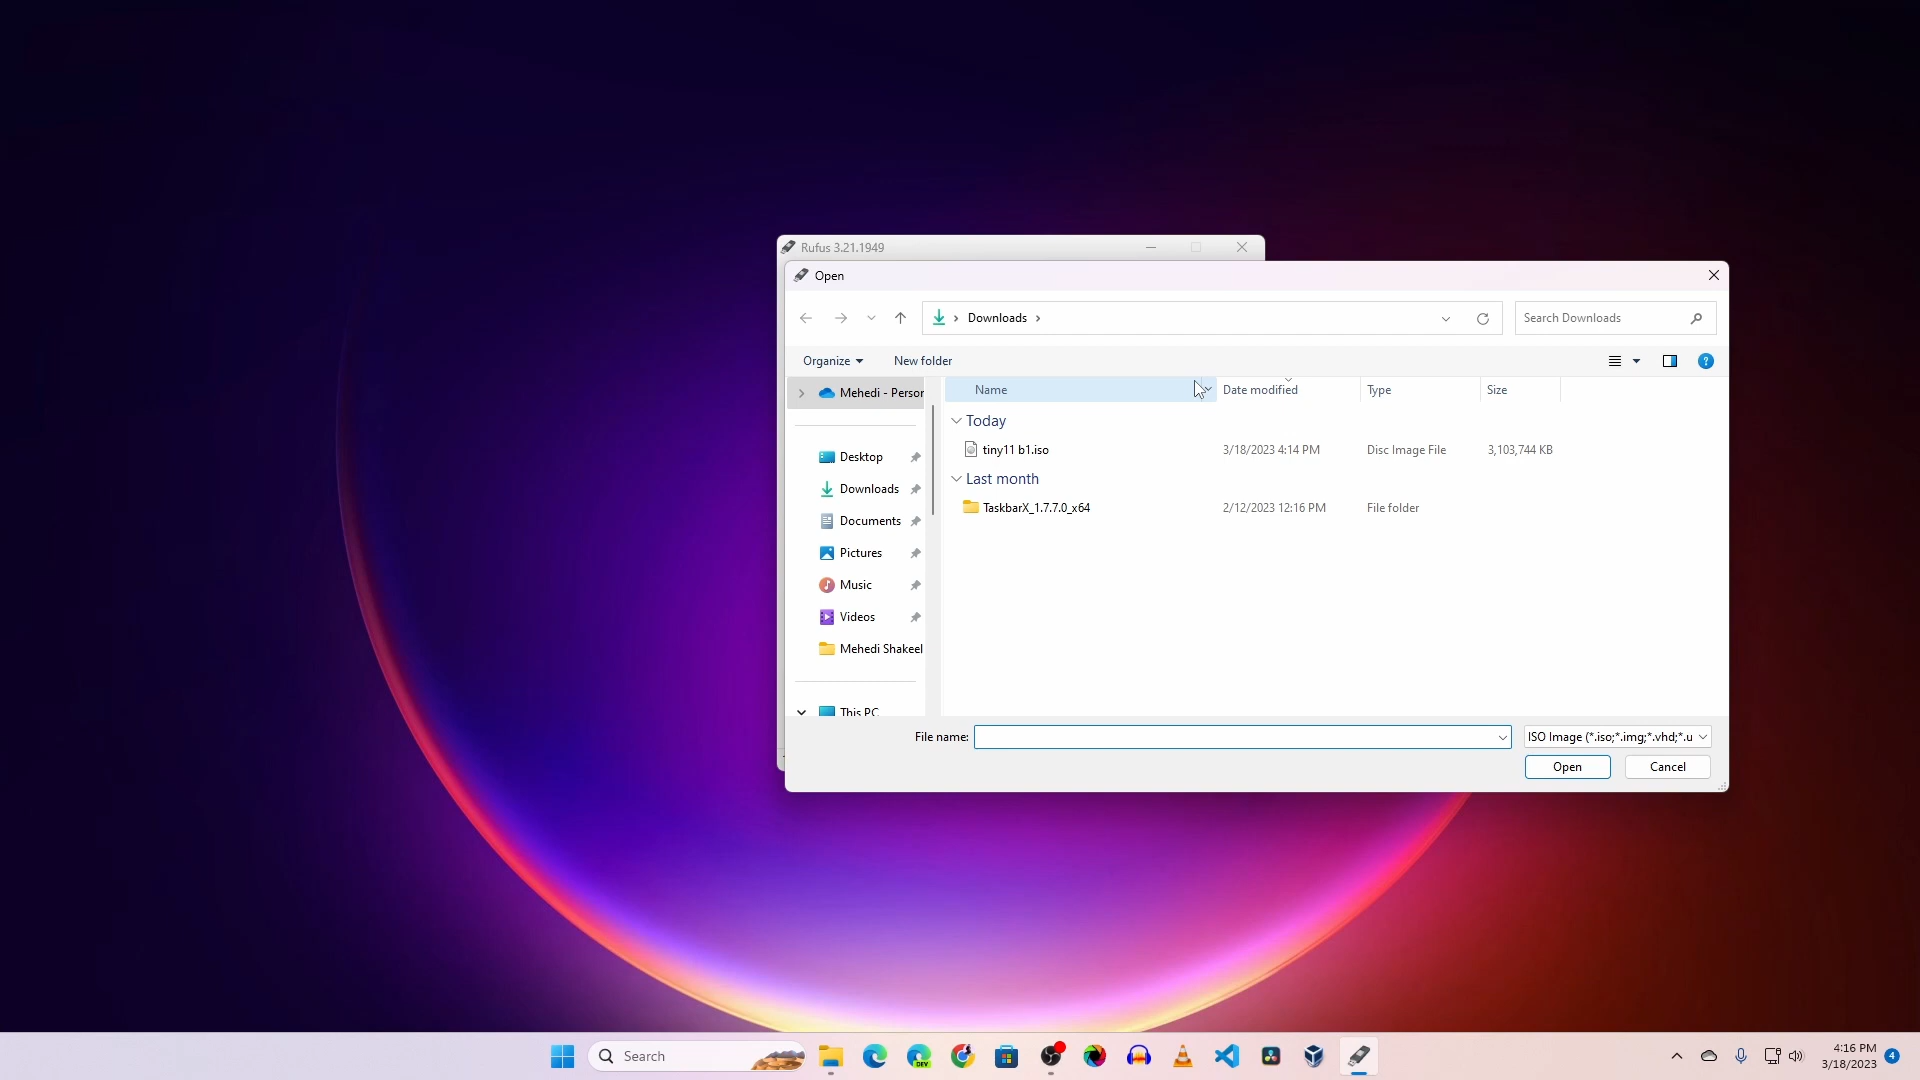 Rufus 3.21.1949
Open
Downloads
Search Downloads
Organize
New folder
Mehedi - Persor
Name
Date modified
Type
Size
Today
tiny11 b1.iso
3/18/2023 4:14 PM
Disc Image File
3,103,744 KB
Last month
TaskbarX_1.7.7.0_x64
2/12/2023 12:16 PM
File folder
Desktop
Downloads
Documents
Pictures
Music
Videos
Mehedi Shakeel
This PC
File name:
ISO Image (*.iso;*.img;*.vhd;*.u
Open
Cancel
Search
DEV
4:16 PM
3/18/2023
4